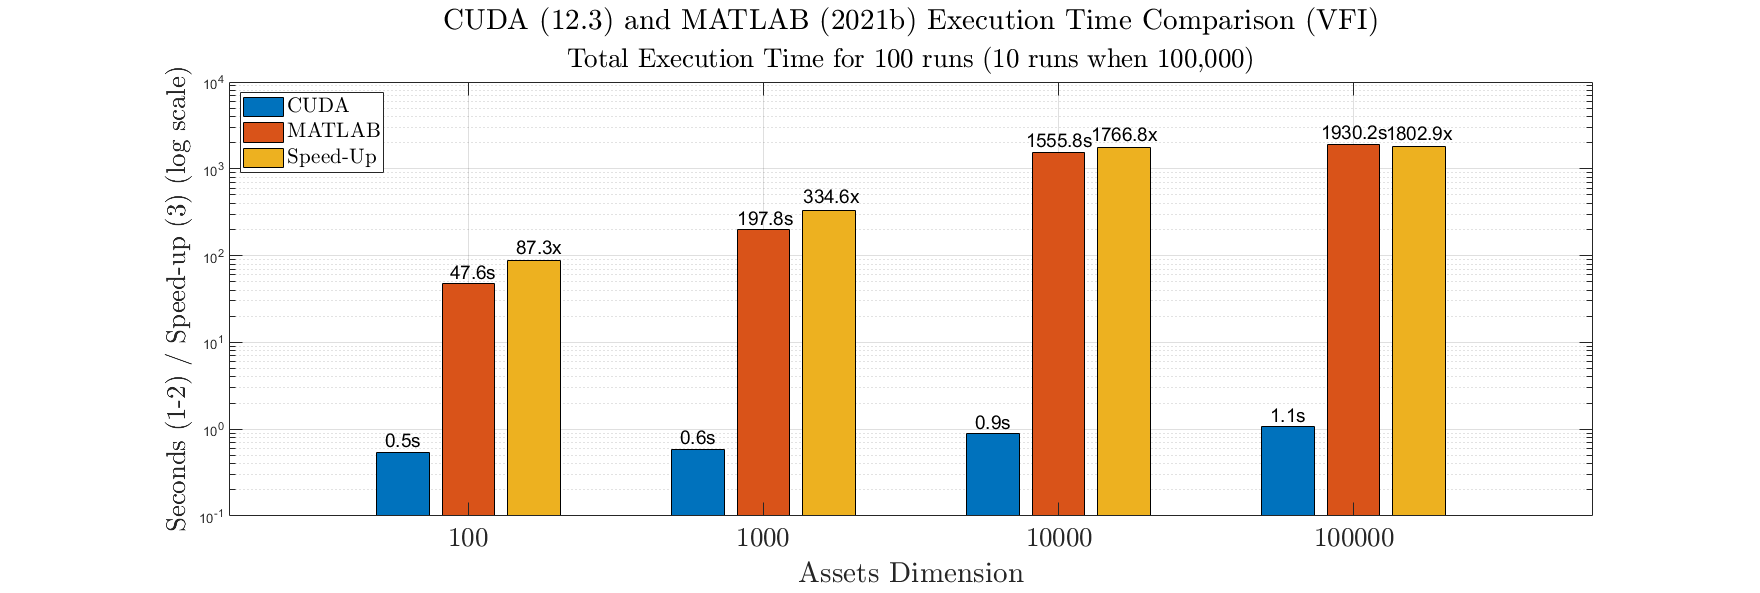 CUDA (12.3) and MATLAB (2021b) Execution Time Comparison (VFI)
Total Execution Time for 100 runs (10 runs when 100,000)
Seconds (1-2) / Speed-up (3) (log scale)
10^4
10^3
10^2
10^1
10^0
10^-1
CUDA
MATLAB
Speed-Up
0.5s
47.6s
87.3x
0.6s
197.8s
334.6x
0.9s
1555.8s
1766.8x
1.1s
1930.2s
1802.9x
100
1000
10000
100000
Assets Dimension